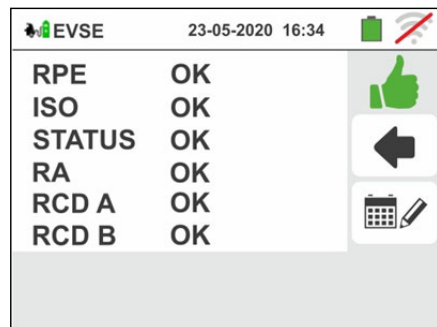 EVSE 23-05-2020 16:34
RPE OK
ISO OK
STATUS OK
RA OK
RCD A OK
RCD B OK